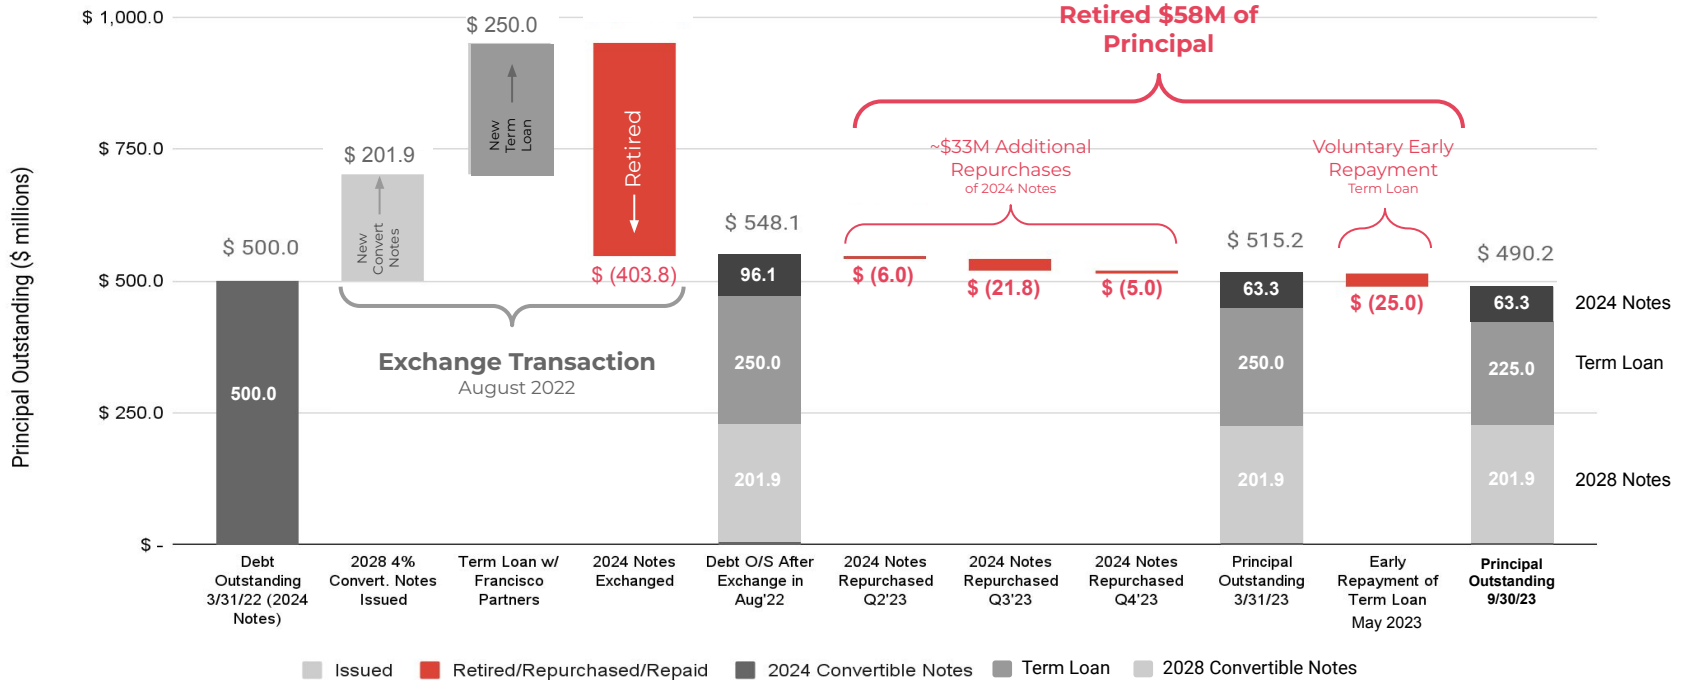 Retired $58M of
Principal
Principal Outstanding ($ millions)
$ 1,000.0
$ 750.0
$ 500.0
$ 250.0
$ -
$ 500.0
500.0
$ 201.9
New
Convert
Notes
$ 250.0
New
Term
Loan
Retired
$ (403.8)
Exchange Transaction
August 2022
$ 548.1
96.1
250.0
201.9
~$33M Additional
Repurchases
of 2024 Notes
$ (6.0)
$ (21.8)
$ (5.0)
$ 515.2
63.3
250.0
201.9
Voluntary Early
Repayment
Term Loan
$ (25.0)
$ 490.2
63.3
225.0
201.9
2024 Notes
Term Loan
2028 Notes
Debt
Outstanding
3/31/22 (2024
Notes)
2028 4%
Convert. Notes
Issued
Term Loan w/
Francisco
Partners
2024 Notes
Exchanged
Debt O/S After
Exchange in
Aug'22
2024 Notes
Repurchased
Q2'23
2024 Notes
Repurchased
Q3'23
2024 Notes
Repurchased
Q4'23
Principal
Outstanding
3/31/23
Early
Repayment of
Term Loan
May 2023
Principal
Outstanding
9/30/23
Issued
Retired/Repurchased/Repaid
2024 Convertible Notes
Term Loan
2028 Convertible Notes